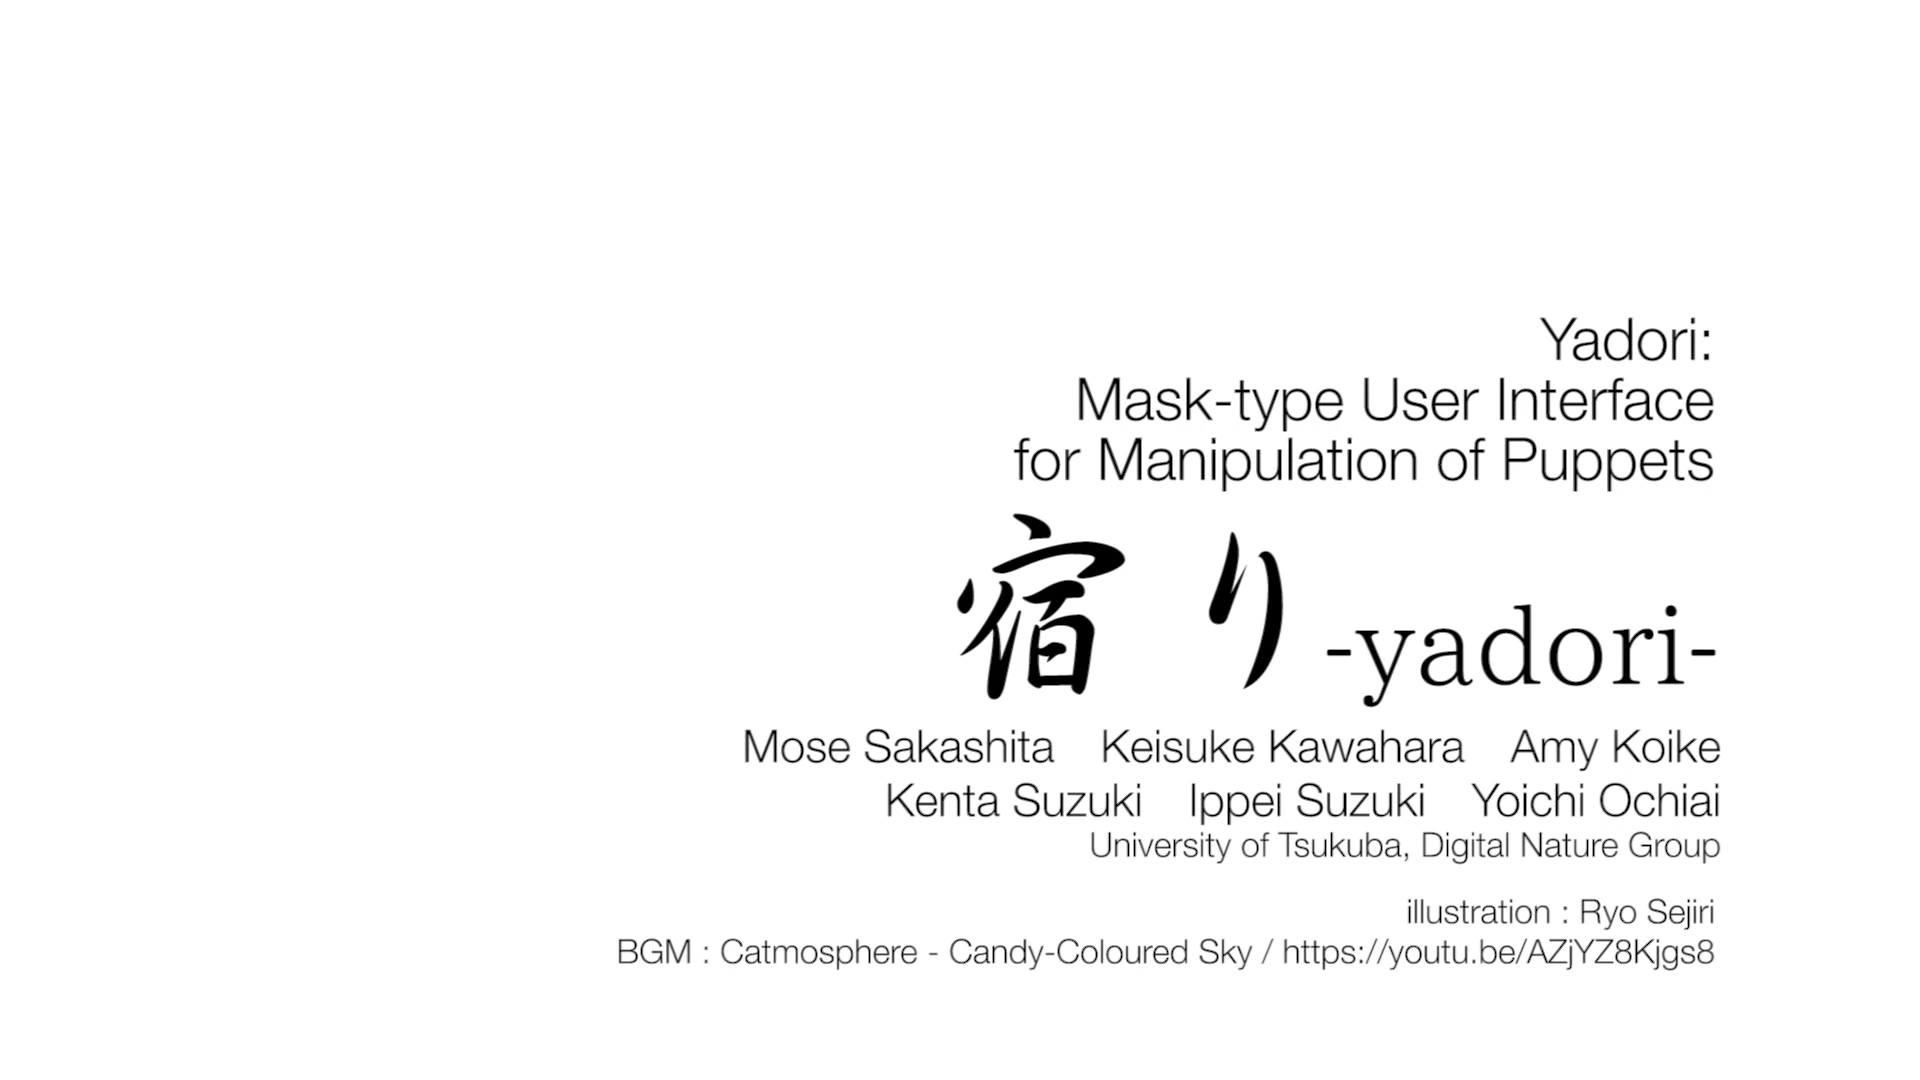 Yadori:
Mask-type User Interface
for Manipulation of Puppets
宿り -yadori-
Mose Sakashita Keisuke Kawahara Amy Koike
Kenta Suzuki Ippei Suzuki Yoichi Ochiai
University of Tsukuba, Digital Nature Group
illustration : Ryo Sejiri
BGM : Catmosphere - Candy-Coloured Sky / https://youtu.be/AZjYZ8Kjgs8